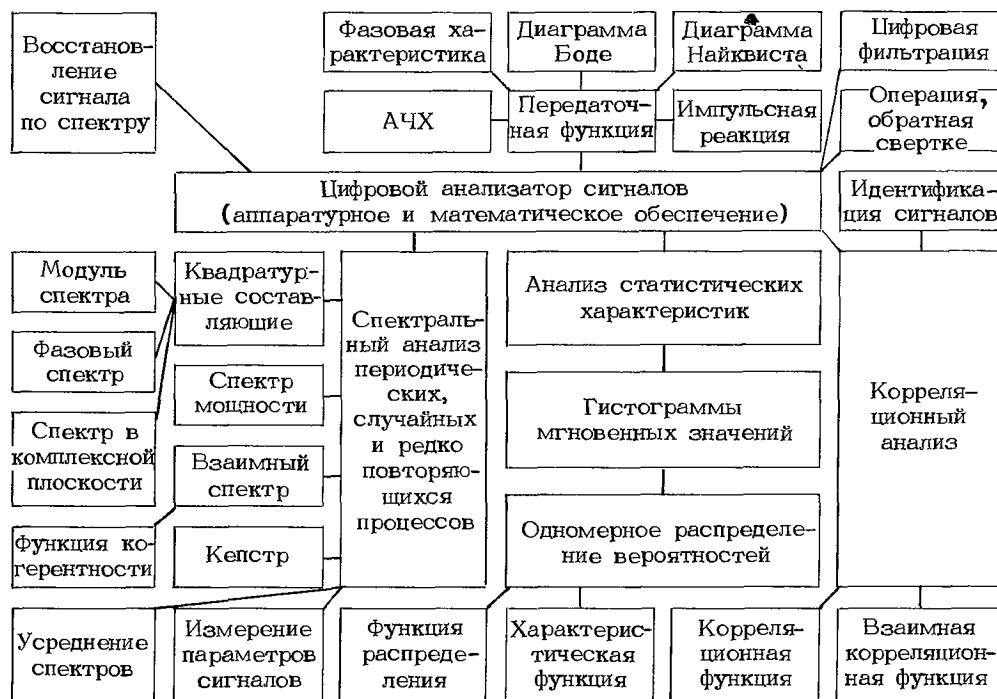 Восстанов-
ление
сигнала
по спектру
Фазовая ха-
рактеристика
Диаграмма
Боде
Диаграмма
Найквиста
Цифровая
фильтрация
АЧХ
Передаточ-
ная функция
Импульсная
реакция
Операция,
обратная
свертке
Цифровой анализатор сигналов
(аппаратурное и математическое обеспечение)
Идентифика-
ция сигналов
Модуль
спектра
Квадратур-
ные состав-
ляющие
Фазовый
спектр
Спектр
мощности
Спектр в
комплексной
плоскости
Взаимный
спектр
Функция ко-
герентности
Кепстр
Спектраль-
ный анализ
периодиче-
ских,
случайных
и редко
повторяю-
щихся
процессов
Анализ статистических
характеристик
Гистограммы
мгновенных значений
Одномерное распреде-
ление вероятностей
Корреля-
ционный
анализ
Усреднение
спектров
Измерение
параметров
сигналов
Функция
распреде-
ления
Характерис-
тическая
функция
Корреля-
ционная
функция
Взаимная
корреляцион-
ная функция